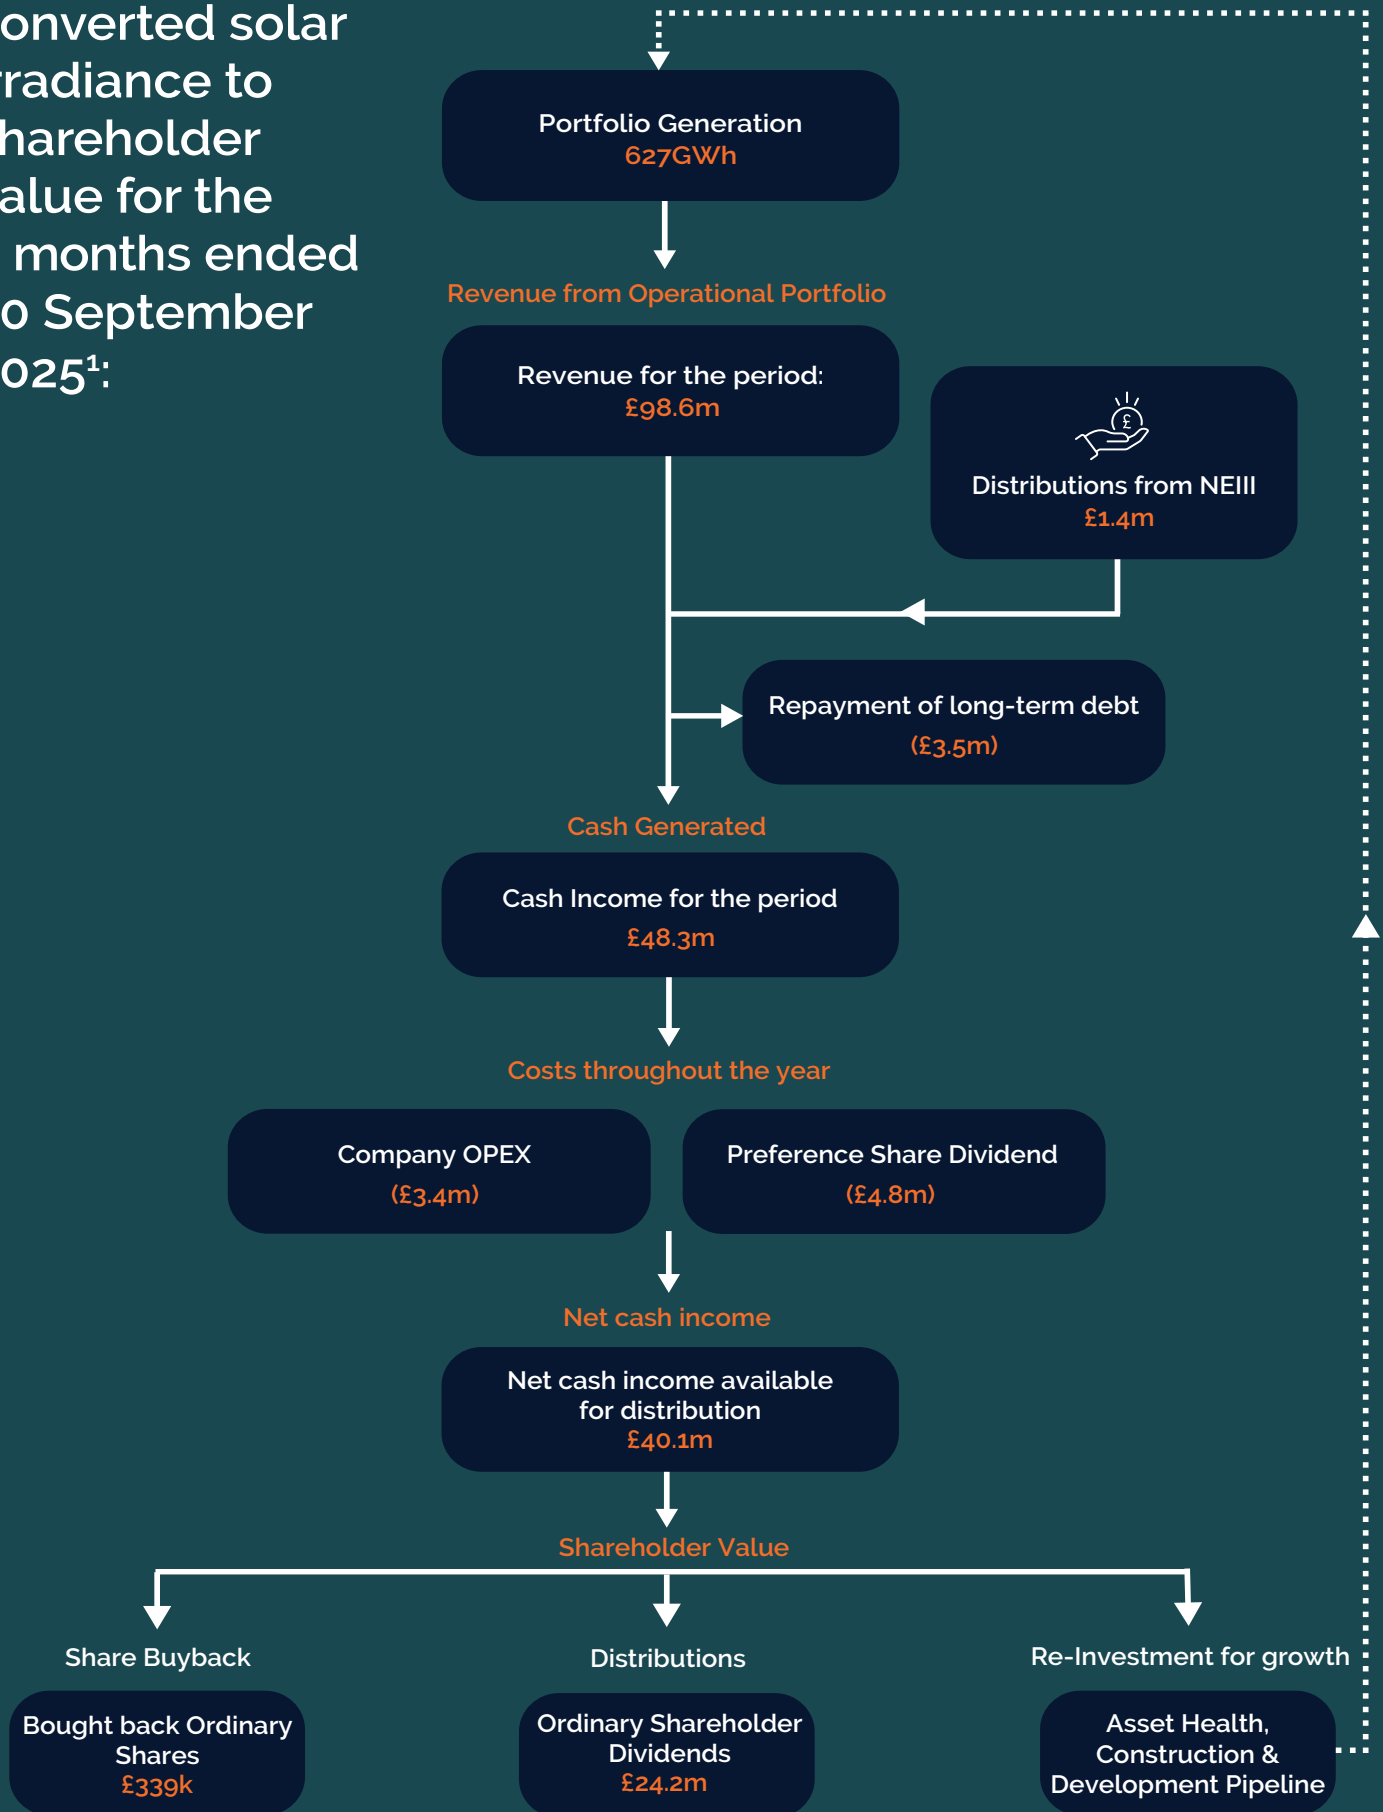 onverted solar
rradiance to
hareholder
alue for the
months ended
0 September
025¹:
Portfolio Generation
627GWh
Revenue from Operational Portfolio
Revenue for the period:
£98.6m
£
Distributions from NEIII
£1.4m
Repayment of long-term debt
(£3.5m)
Cash Generated
Cash Income for the period
£48.3m
Costs throughout the year
Company OPEX
(£3.4m)
Preference Share Dividend
(£4.8m)
Net cash income
Net cash income available
for distribution
£40.1m
Shareholder Value
Share Buyback
Bought back Ordinary
Shares
£339k
Distributions
Ordinary Shareholder
Dividends
£24.2m
Re-Investment for growth
Asset Health,
Construction &
Development Pipeline